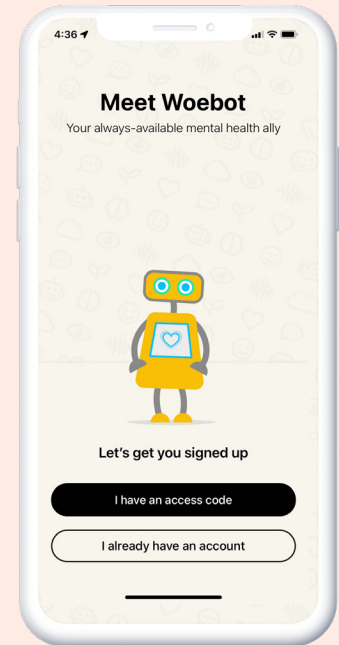 4:36
Meet Woebot
Your always-available mental health ally
Let's get you signed up
I have an access code
I already have an account